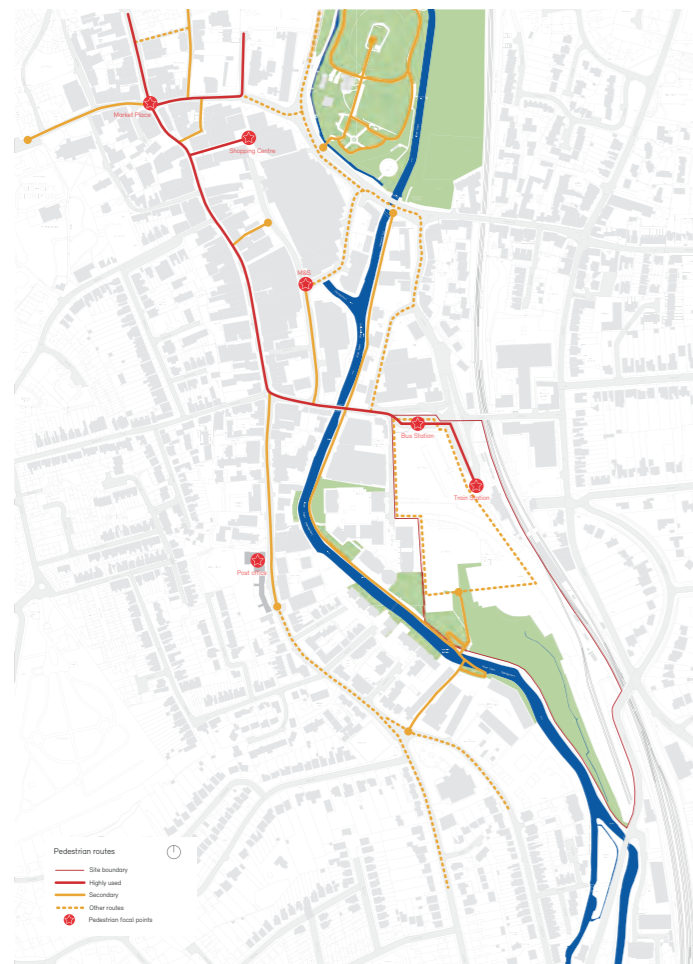 Market Place
Shopping Centre
M&S
Bus Station
Train Station
Post office
Pedestrian routes
Site boundary
Highly used
Secondary
Other routes
Pedestrian focal points